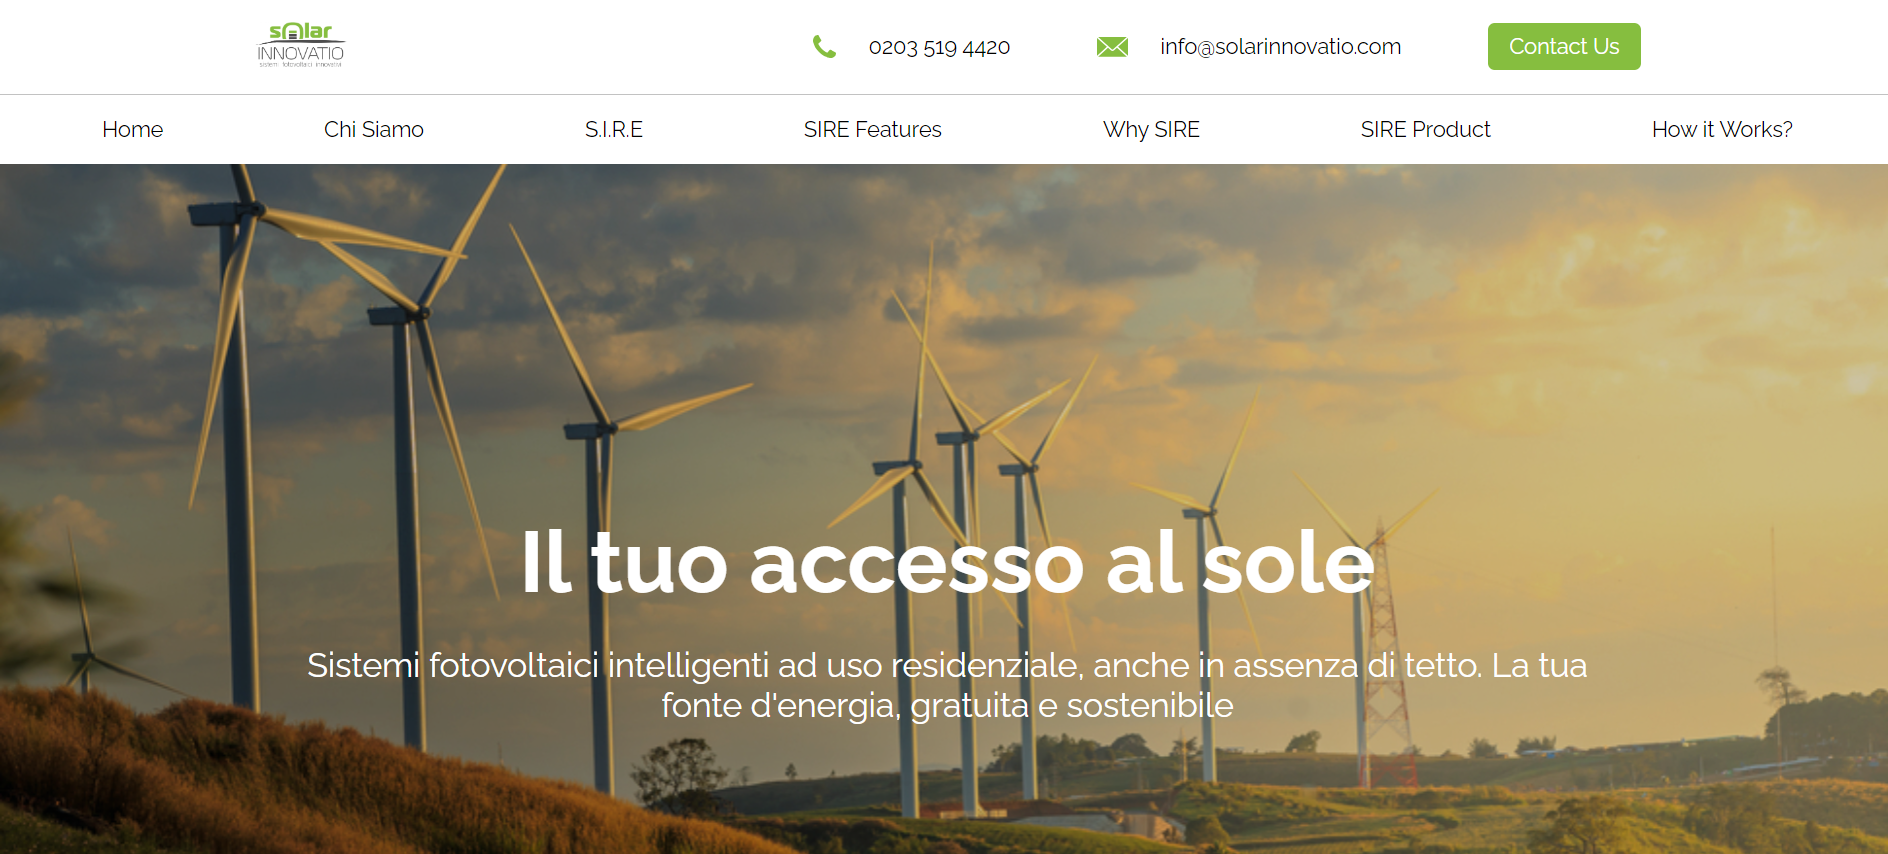 solar
INNOVATIO
sistemi fotovoltaici innovativi
0203 519 4420
info@solarinnovatio.com
Contact Us
Home
Chi Siamo
S.I.R.E
SIRE Features
Why SIRE
SIRE Product
How it Works?
Il tuo accesso al sole
Sistemi fotovoltaici intelligenti ad uso residenziale, anche in assenza di tetto. La tua
fonte d'energia, gratuita e sostenibile